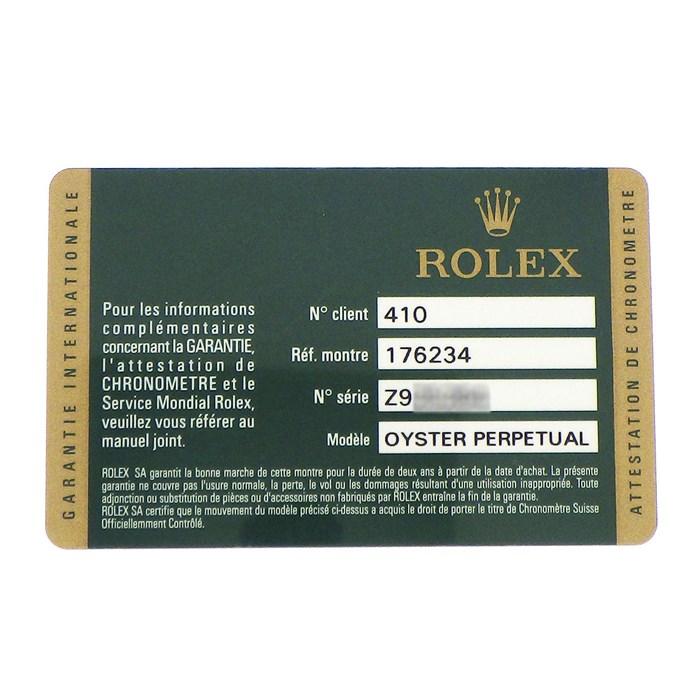 GARANTIE INTERNATIONALE
ROLEX
Pour les informations
complémentaires
concernant la GARANTIE,
l'attestation de
CHRONOMETRE et le
Service Mondial Rolex,
veuillez vous référer au
manuel joint.
N° client 410
Réf. montre 176234
N° série Z9
Modèle OYSTER PERPETUAL
ROLEX SA garantit la bonne marche de cette montre pour la durée de deux ans à partir de la date d'achat. La présente
garantie ne couvre pas l'usure normale, la perte, le vol ou les dommages résultant d'une utilisation inappropriée. Toute
adjonction ou substitution de pièces ou d'accessoires non fabriqués par ROLEX entraîne la fin de la garantie.
ROLEX SA certifie que le mouvement du modèle précisé ci-dessus a acquis le droit de porter le titre de Chronomètre Suisse
Officiellement Contrôlé.
ATTESTATION DE CHRONOMETRE